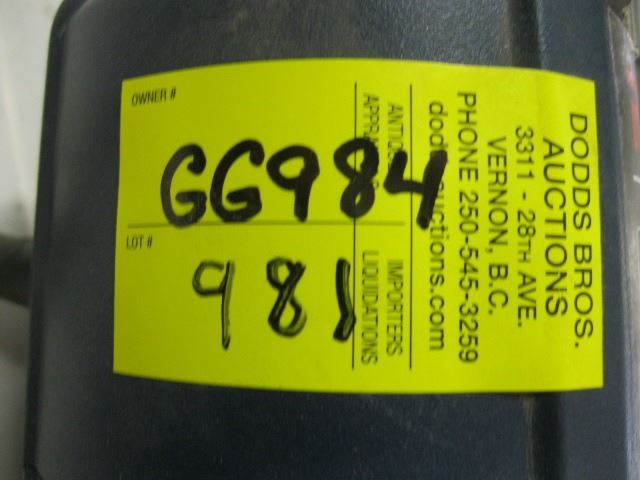 DODDS BROS.
AUCTIONS
3311 - 28TH AVE.
VERNON, B.C.
PHONE 250-545-3259
IMPORTERS
LIQUIDATIONS
OWNER #
GG984
LOT #
981